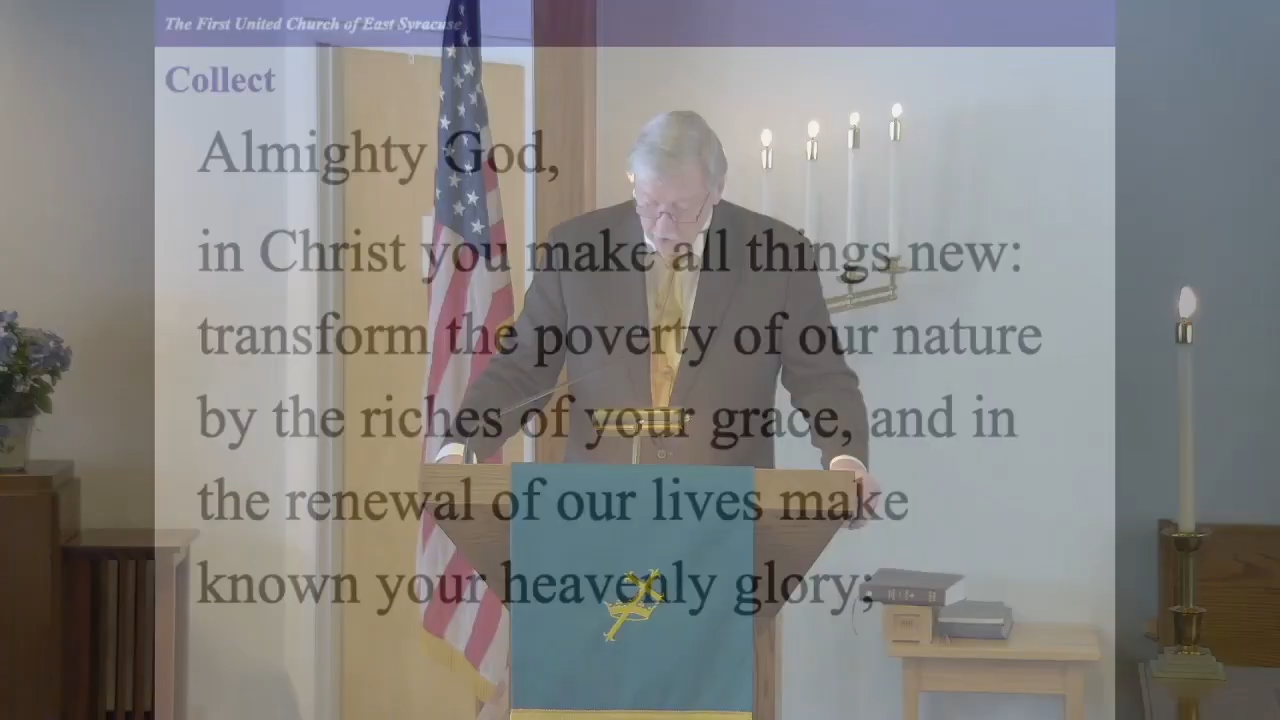 The First United Church of East Syracuse
Collect
Almighty God,
in Christ you make all things new:
transform the poverty of our nature
by the riches of your grace, and in
the renewal of our lives make
known your heavenly glory;